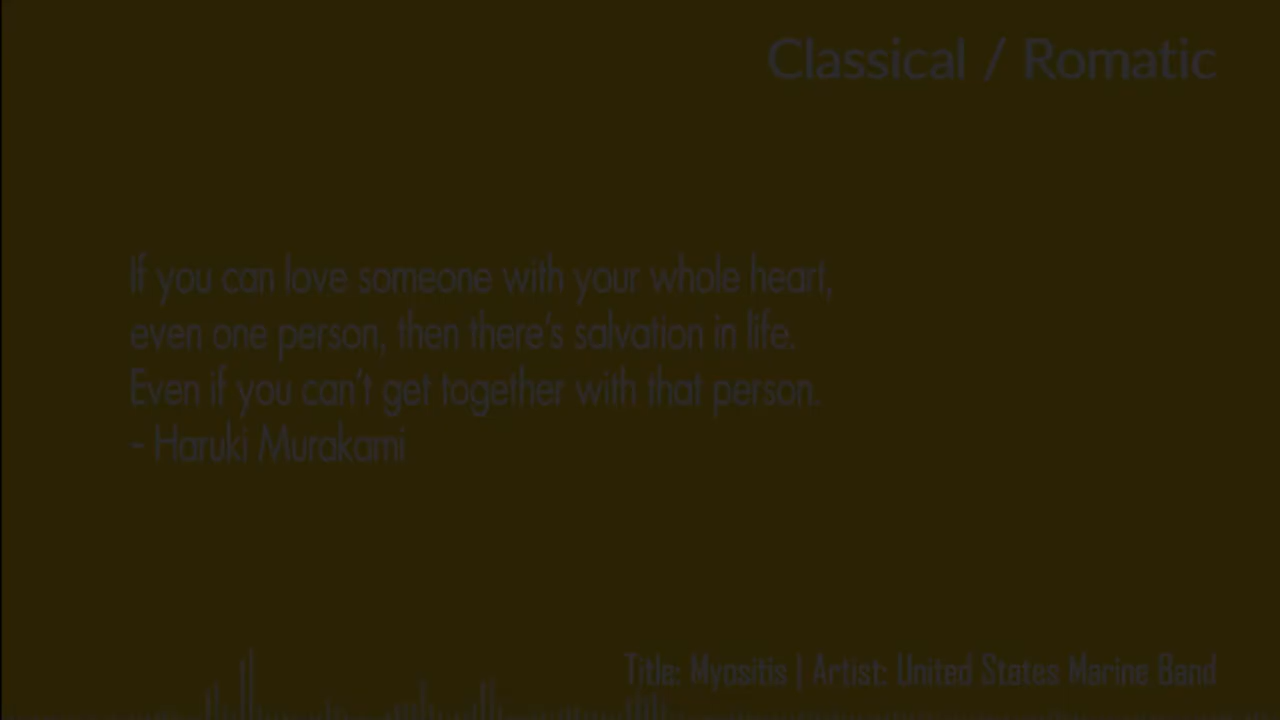 Classical / Romatic
If you can love someone with your whole heart,
even one person, then there's salvation in life.
Even if you can't get together with that person.
- Haruki Murakami
Title: Myositis | Artist: United States Marine Band